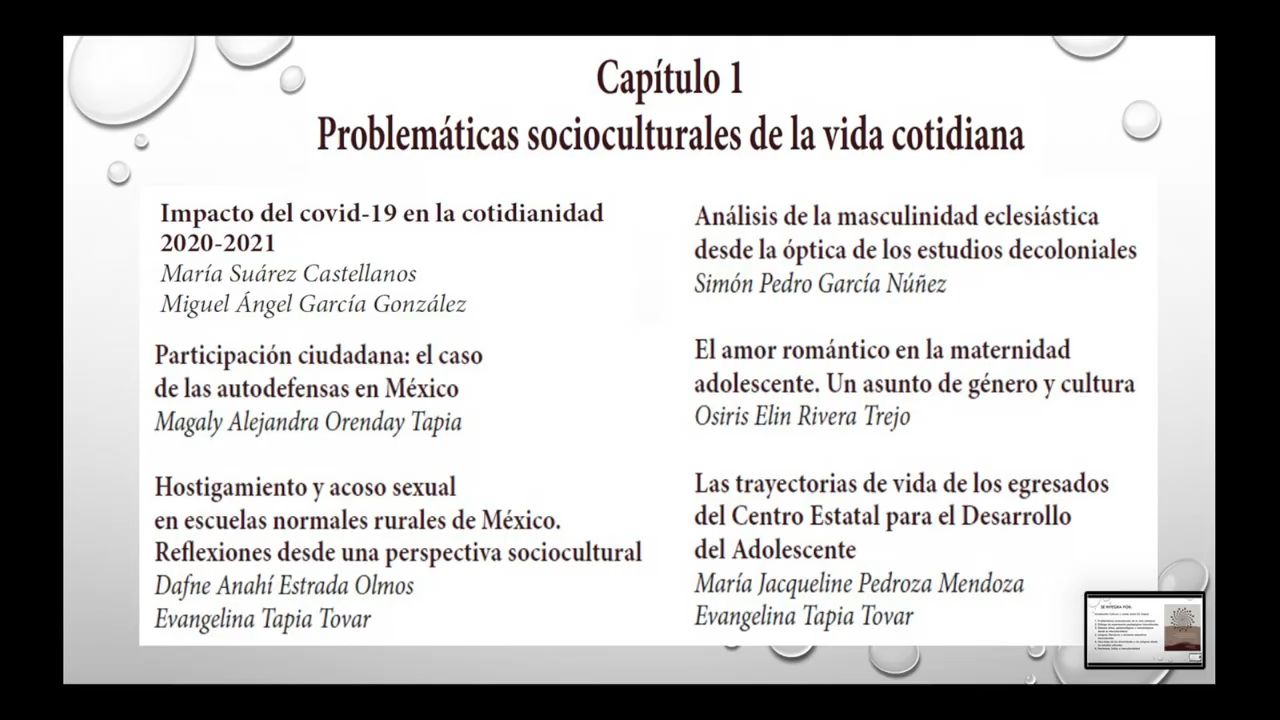 Capítulo 1
Problemáticas socioculturales de la vida cotidiana
Impacto del covid-19 en la cotidianidad
2020-2021
María Suárez Castellanos
Miguel Ángel García González
Participación ciudadana: el caso
de las autodefensas en México
Magaly Alejandra Orenday Tapia
Hostigamiento y acoso sexual
en escuelas normales rurales de México.
Reflexiones desde una perspectiva sociocultural
Dafne Anahí Estrada Olmos
Evangelina Tapia Tovar
Análisis de la masculinidad eclesiástica
desde la óptica de los estudios decoloniales
Simón Pedro García Núñez
El amor romántico en la maternidad
adolescente. Un asunto de género y cultura
Osiris Elin Rivera Trejo
Las trayectorias de vida de los egresados
del Centro Estatal para el Desarrollo
del Adolescente
María Jacqueline Pedroza Mendoza
Evangelina Tapia Tovar
SE INTEGRA POR: